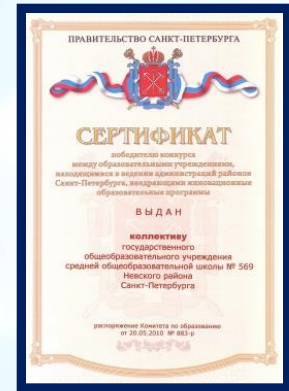 ПРАВИТЕЛЬСТВО САНКТ-ПЕТЕРБУРГА
СЕРТИФИКАТ
победителю конкурса
между образовательными учреждениями,
находящимися в ведении администраций районов
Санкт-Петербурга, внедряющими инновационные
образовательные программы
ВЫДАН
коллективу
государственного
общеобразовательного учреждения
средней общеобразовательной школы № 569
Невского района
Санкт-Петербурга
распоряжение Комитета по образованию
от 20.05.2010 № 883-р